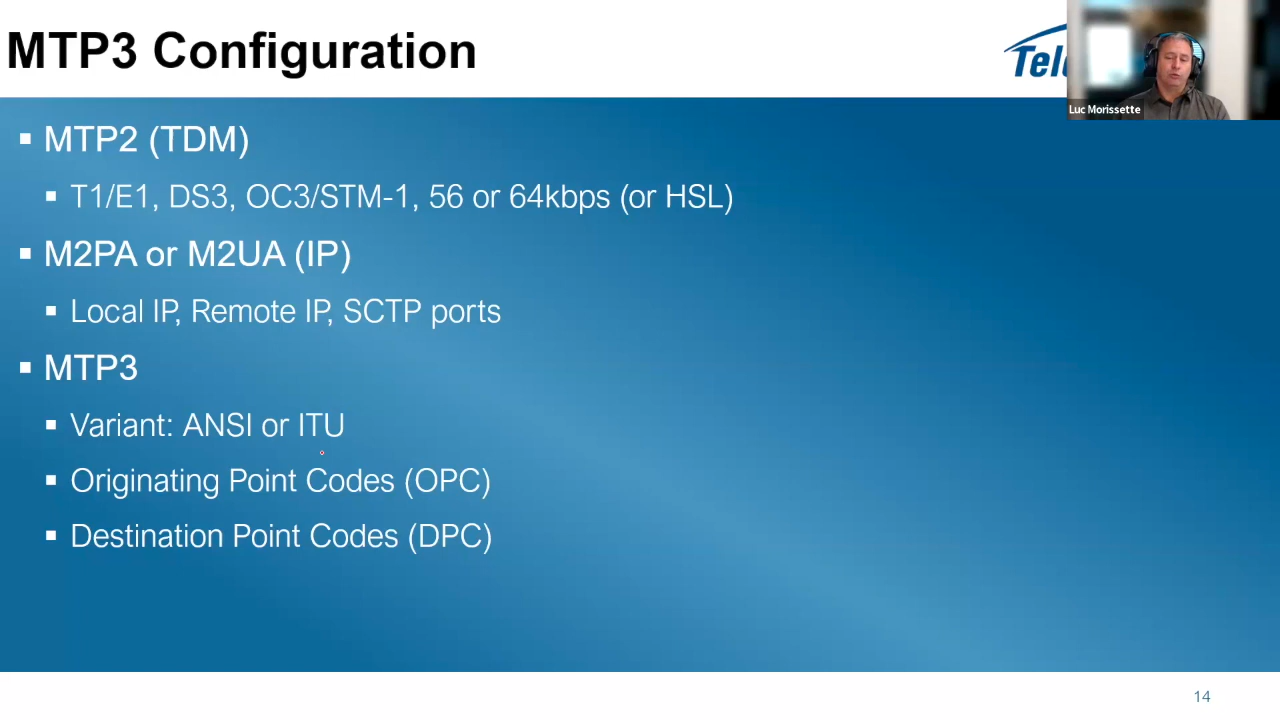 MTP3 Configuration
Luc Morissette
▪ MTP2 (TDM)
▪ T1/E1, DS3, OC3/STM-1, 56 or 64kbps (or HSL)
▪ M2PA or M2UA (IP)
▪ Local IP, Remote IP, SCTP ports
▪ MTP3
▪ Variant: ANSI or ITU
▪ Originating Point Codes (OPC)
▪ Destination Point Codes (DPC)
14